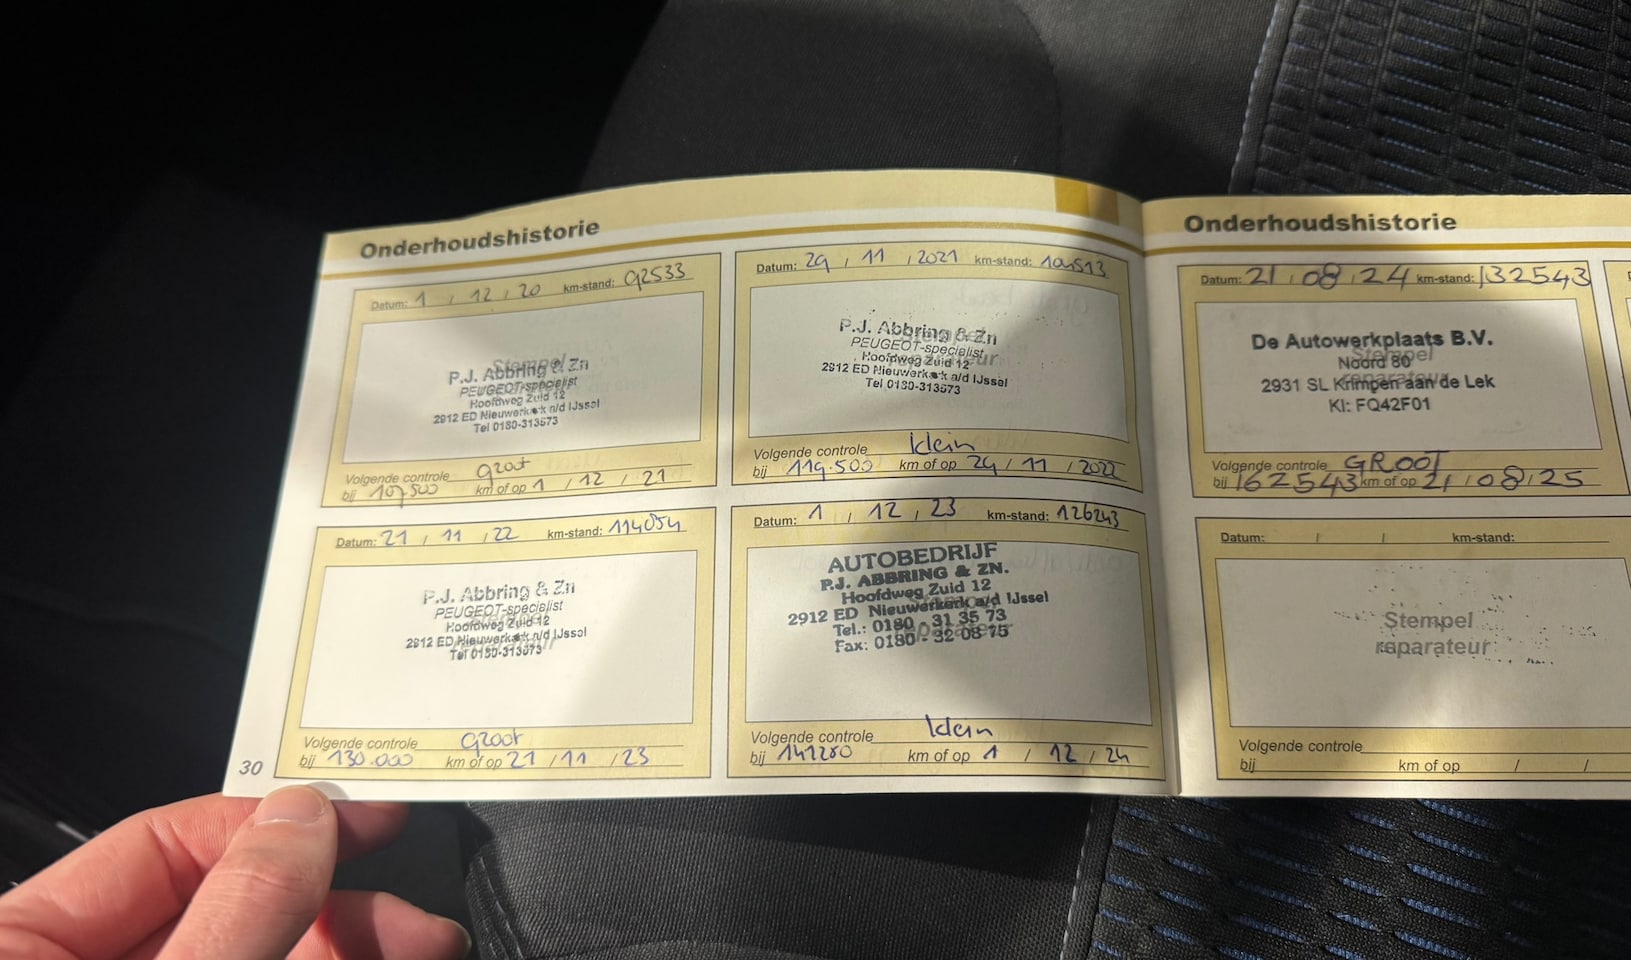 Onderhoudshistorie
Datum: 1 / 12 / 20 km-stand: 92533
Stempel
P.J. Abbring & Zn
PEUGEOT-specialist
Hoofdweg Zuid 12
2912 ED Nieuwerkerk a/d IJssel
Tel 0180-313573
Volgende controle groot
bij 107500 km of op 1 / 12 / 21
Datum: 29 / 11 / 2021 km-stand: 104513
P.J. Abbring & Zn
Stempel
PEUGEOT-specialist
reparateur
Hoofdweg Zuid 12
2912 ED Nieuwerkerk a/d IJssel
Tel 0180-313573
Volgende controle klein
bij 119.500 km of op 29 / 11 / 2022
Datum: 21 / 11 / 22 km-stand: 114054
P.J. Abbring & Zn
PEUGEOT-specialist
Hoofdweg Zuid 12
2912 ED Nieuwerkerk a/d IJssel
Tel 0180-313573
Volgende controle groot
bij 130.000 km of op 21 / 11 / 23
Datum: 1 / 12 / 23 km-stand: 126243
AUTOBEDRIJF
P.J. ABBRING & ZN.
Hoofdweg Zuid 12
2912 ED Nieuwerkerk a/d IJssel
Tel.: 0180 - 31 35 73
Fax: 0180 - 32 08 75
Volgende controle klein
bij 141280 km of op 1 / 12 / 24
30
Onderhoudshistorie
Datum: 21 / 08 / 24 km-stand: 132543
De Autowerkplaats B.V.
Stempel
Noord 80
reparateur
2931 SL Krimpen aan de Lek
KI: FQ42F01
Volgende controle GROOT
bij 162543 km of op 21 / 08 / 25
Datum: / / km-stand:
Stempel
reparateur
Volgende controle
bij km of op / /